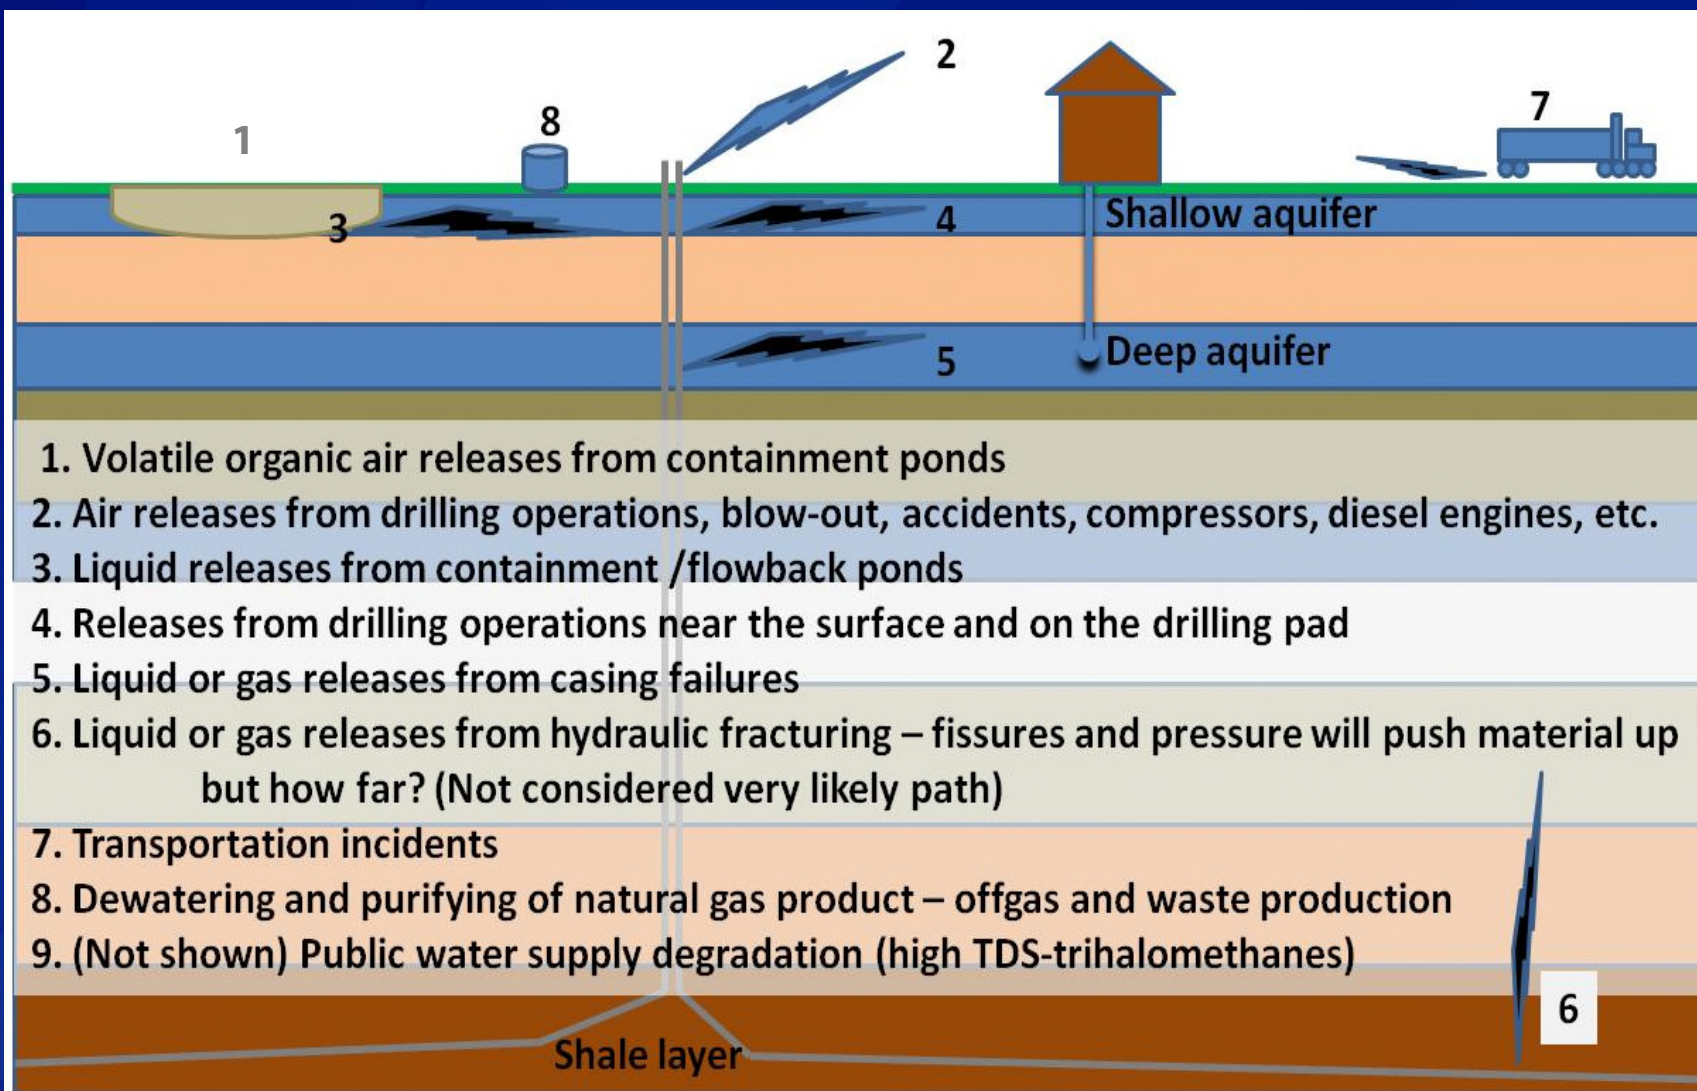 2
7
8
1
3
4
Shallow aquifer
5
Deep aquifer
1. Volatile organic air releases from containment ponds
2. Air releases from drilling operations, blow-out, accidents, compressors, diesel engines, etc.
3. Liquid releases from containment /flowback ponds
4. Releases from drilling operations near the surface and on the drilling pad
5. Liquid or gas releases from casing failures
6. Liquid or gas releases from hydraulic fracturing – fissures and pressure will push material up
but how far? (Not considered very likely path)
7. Transportation incidents
8. Dewatering and purifying of natural gas product – offgas and waste production
9. (Not shown) Public water supply degradation (high TDS-trihalomethanes)
6
Shale layer